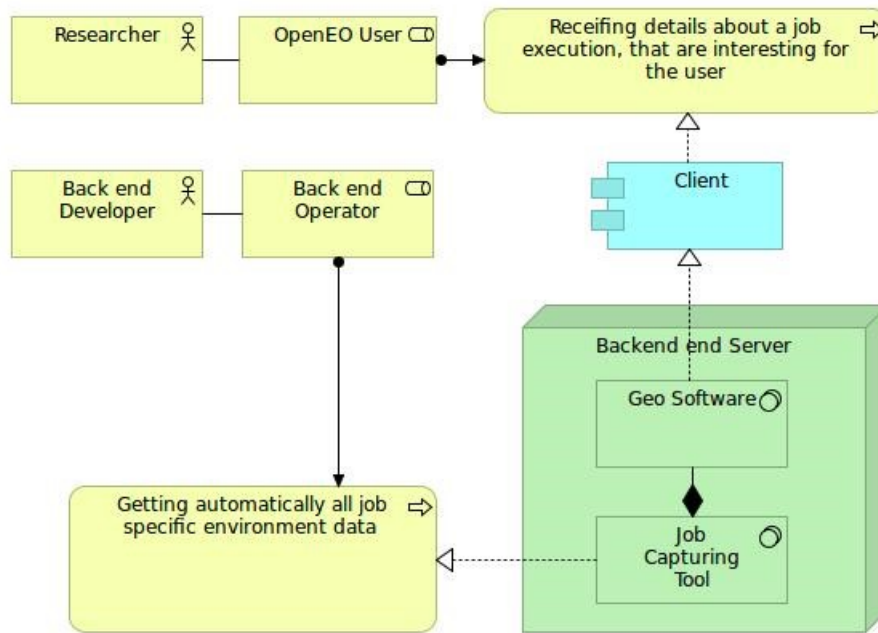 Researcher
OpenEO User
Receifing details about a job
execution, that are interesting for
the user
Back end
Developer
Back end
Operator
Client
Backend end Server
Geo Software
Getting automatically all job
specific environment data
Job
Capturing
Tool